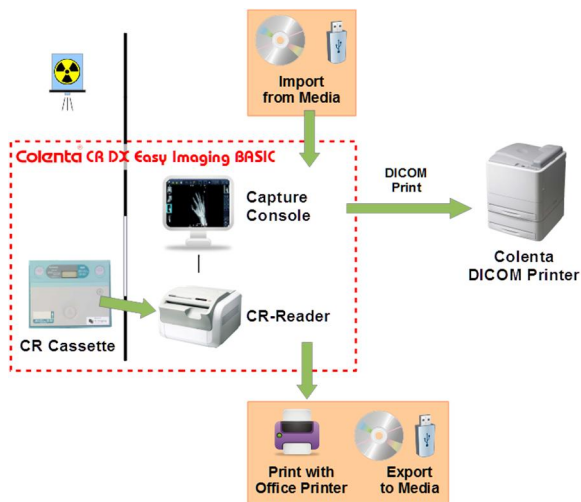 Import
from Media
Colenta CR DX Easy Imaging BASIC
DICOM
Print
Capture
Console
Colenta
DICOM Printer
CR-Reader
CR Cassette
Print with
Office Printer
Export
to Media